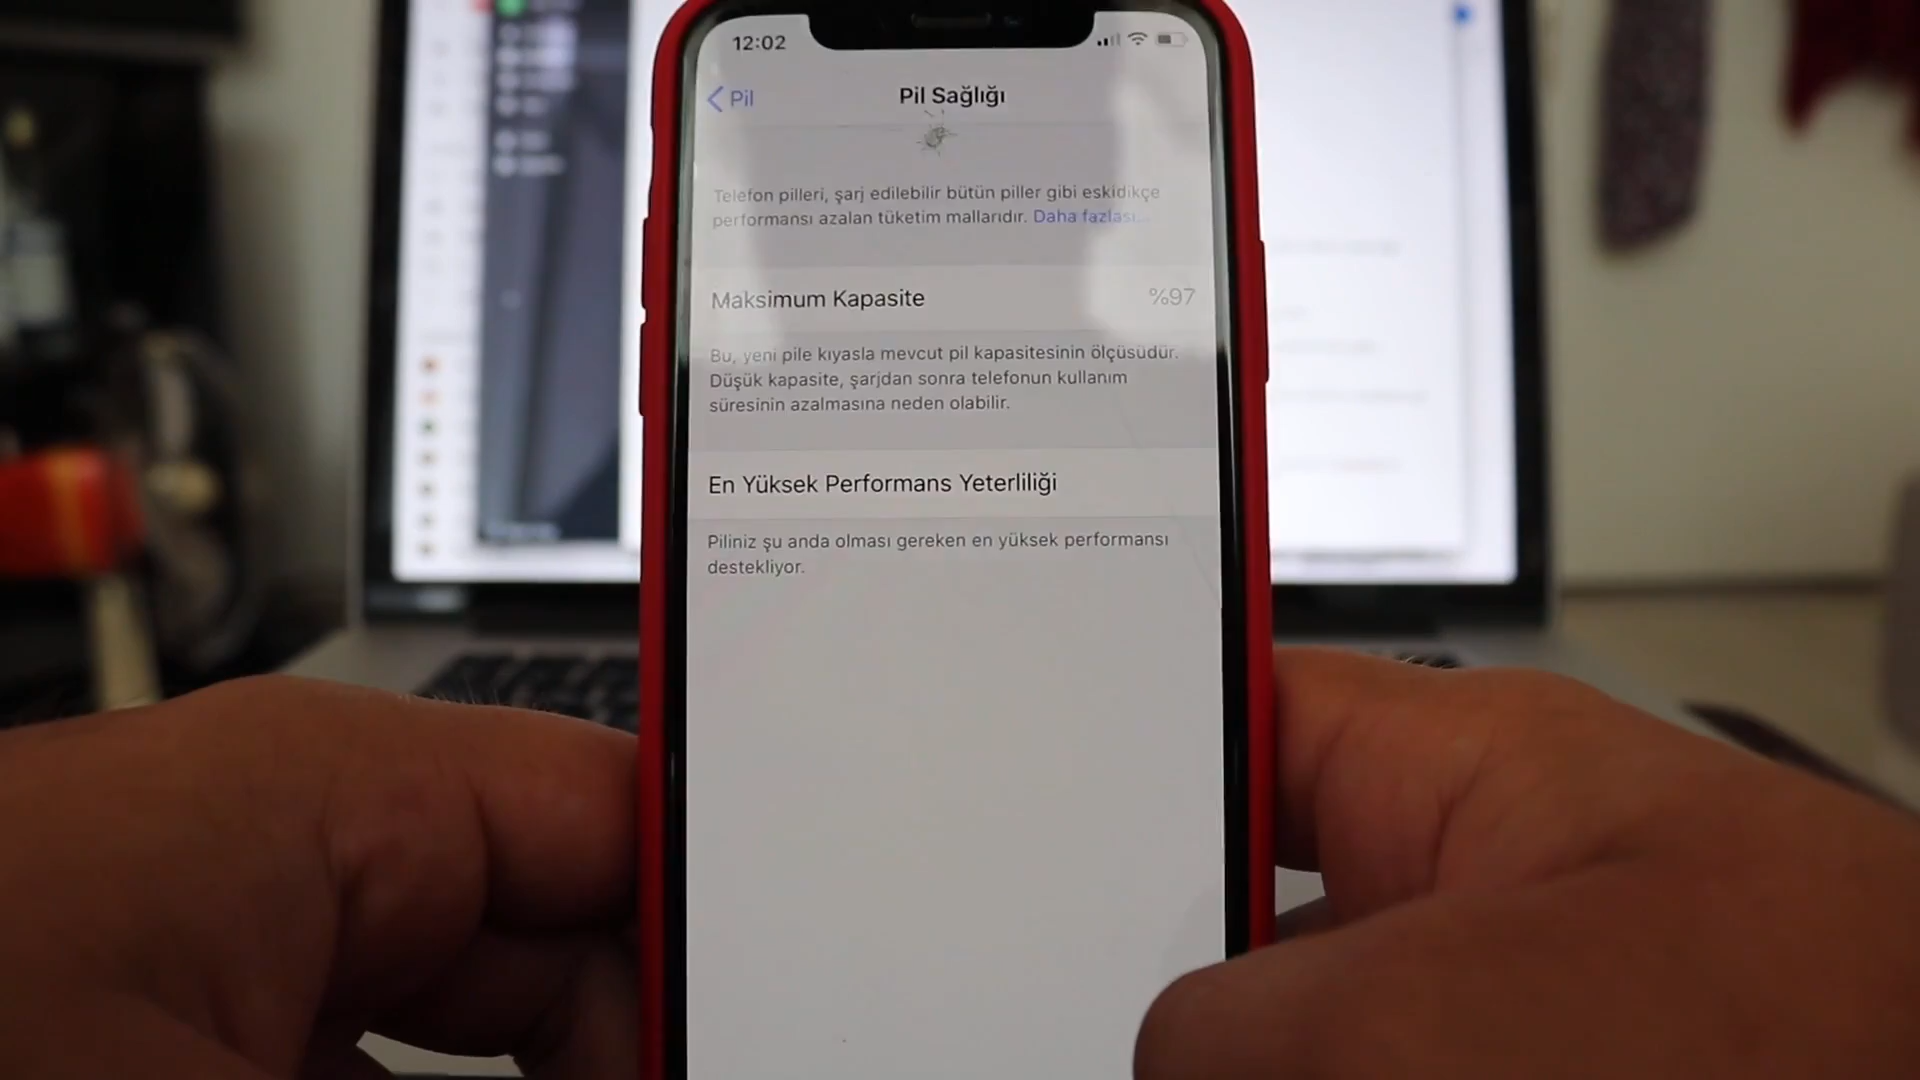 12:02
Pil
Pil Sağlığı
Telefon pilleri, şarj edilebilir bütün piller gibi eskidikçe
performansı azalan tüketim mallarıdır. Daha fazlası...
Maksimum Kapasite
%97
Bu, yeni pile kıyasla mevcut pil kapasitesinin ölçüsüdür.
Düşük kapasite, şarjdan sonra telefonun kullanım
süresinin azalmasına neden olabilir.
En Yüksek Performans Yeterliliği
Piliniz şu anda olması gereken en yüksek performansı
destekliyor.